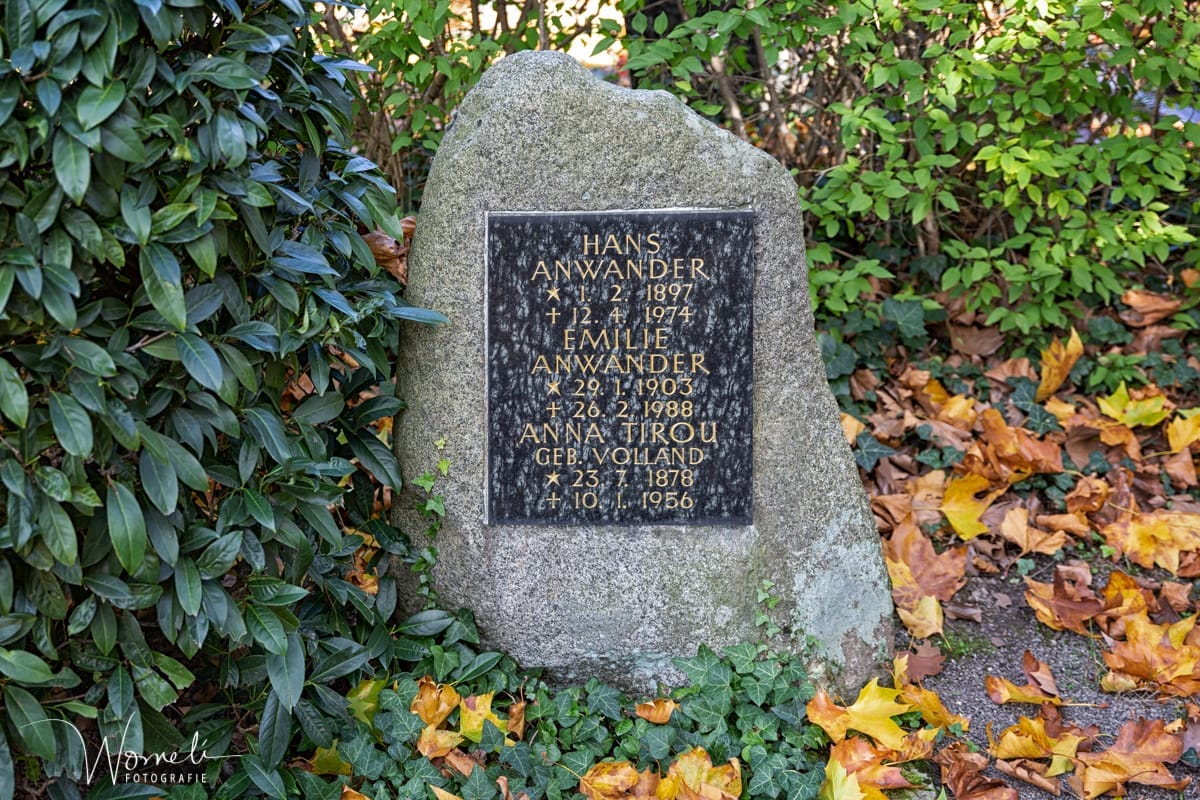 HANS
ANWANDER
★ 1. 2. 1897
✝ 12. 4. 1974
EMILIE
ANWANDER
★ 29. 1. 1903
✝ 26. 2. 1988
ANNA TIROU
GEB. VOLLAND
★ 23. 7. 1878
✝ 10. 1. 1956
FOTOGRAFIE